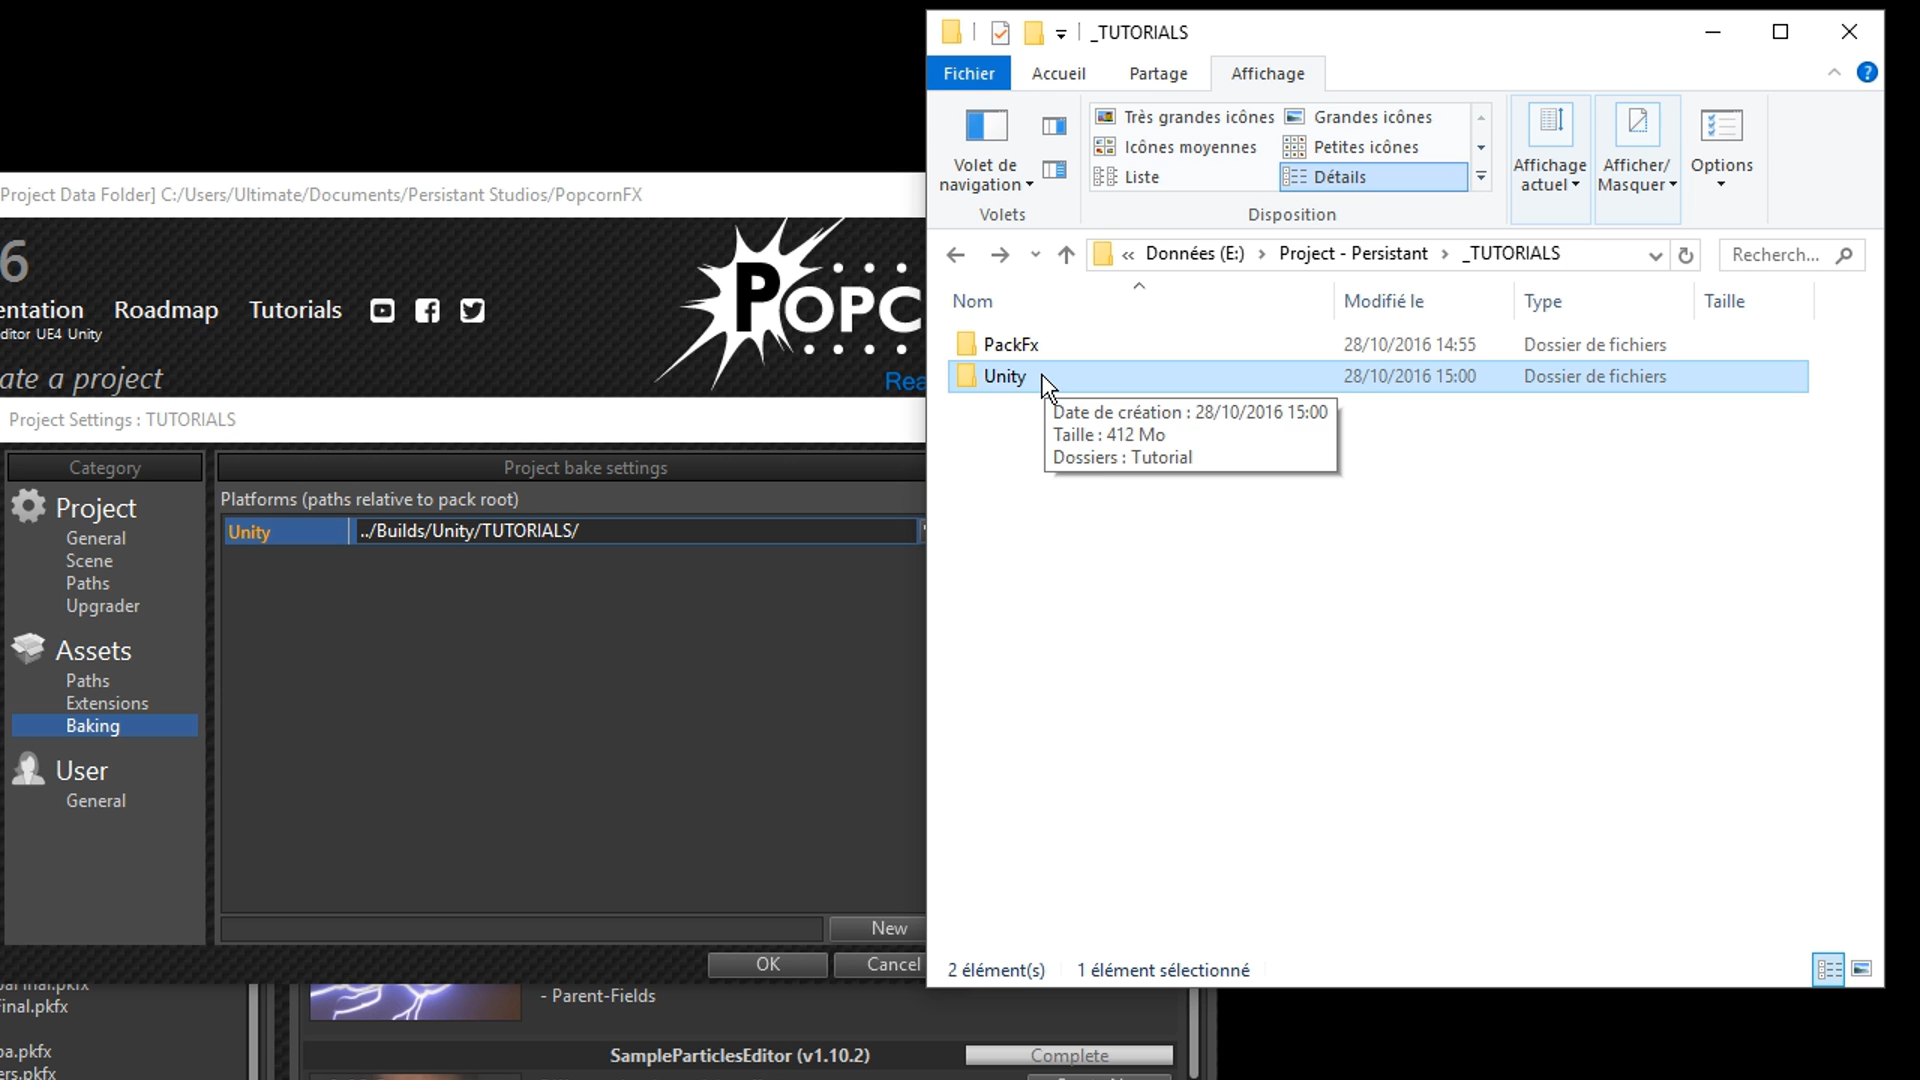 _TUTORIALS
Fichier Accueil Partage Affichage
Volet de navigation
Très grandes icônes Grandes icônes
Icônes moyennes Petites icônes
Liste Détails
Affichage actuel
Afficher/ Masquer
Options
Volets Disposition
« Données (E:) > Project - Persistant > _TUTORIALS
Recherch...
Nom Modifié le Type Taille
PackFx 28/10/2016 14:55 Dossier de fichiers
Unity 28/10/2016 15:00 Dossier de fichiers
Date de création : 28/10/2016 15:00
Taille : 412 Mo
Dossiers : Tutorial
2 élément(s) 1 élément sélectionné
Project Data Folder] C:/Users/Ultimate/Documents/Persistant Studios/PopcornFX
6
entation Roadmap Tutorials
ditor UE4 Unity
POPC
ate a project
Rea
Project Settings : TUTORIALS
Category
Project bake settings
Project
General
Scene
Paths
Upgrader
Assets
Paths
Extensions
Baking
User
General
Platforms (paths relative to pack root)
Unity ../Builds/Unity/TUTORIALS/
New
OK Cancel
inal.pkfx
pa.pkfx
ers.pkfx
- Parent-Fields
SampleParticlesEditor (v1.10.2) Complete